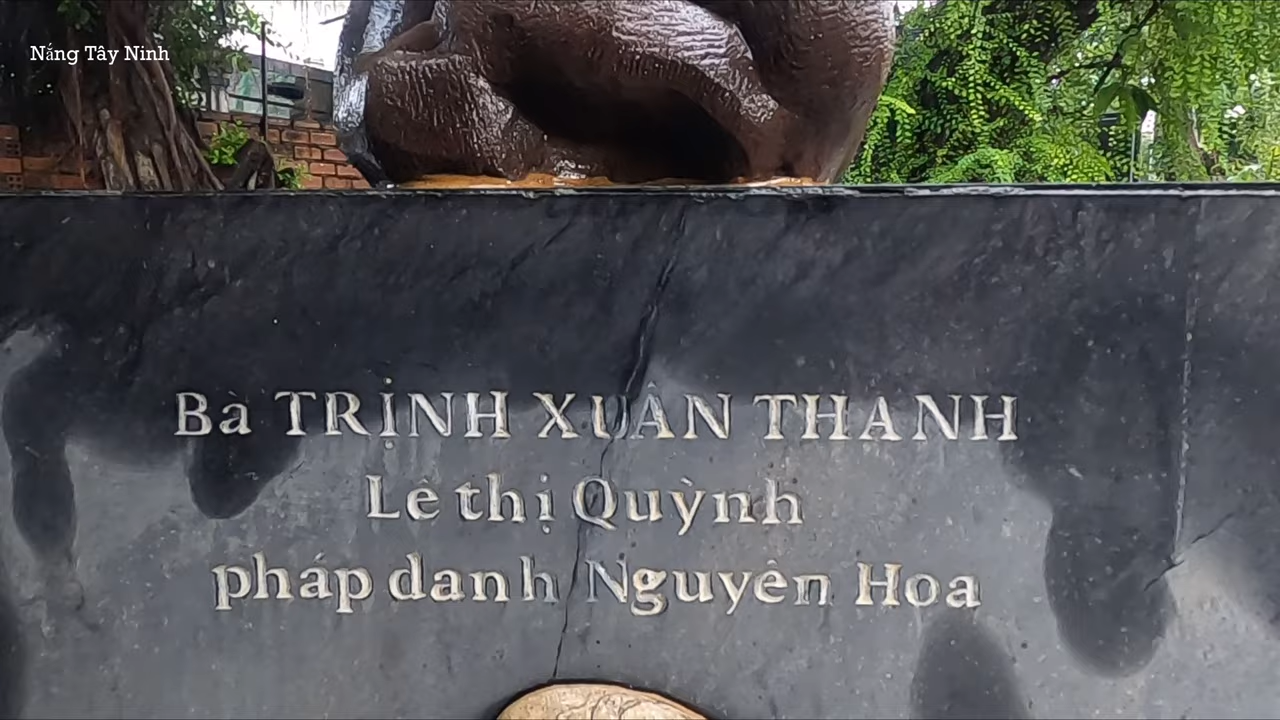 Nắng Tây Ninh
Bà TRỊNH XUÂN THANH
Lê thị Quỳnh
pháp danh Nguyên Hoa